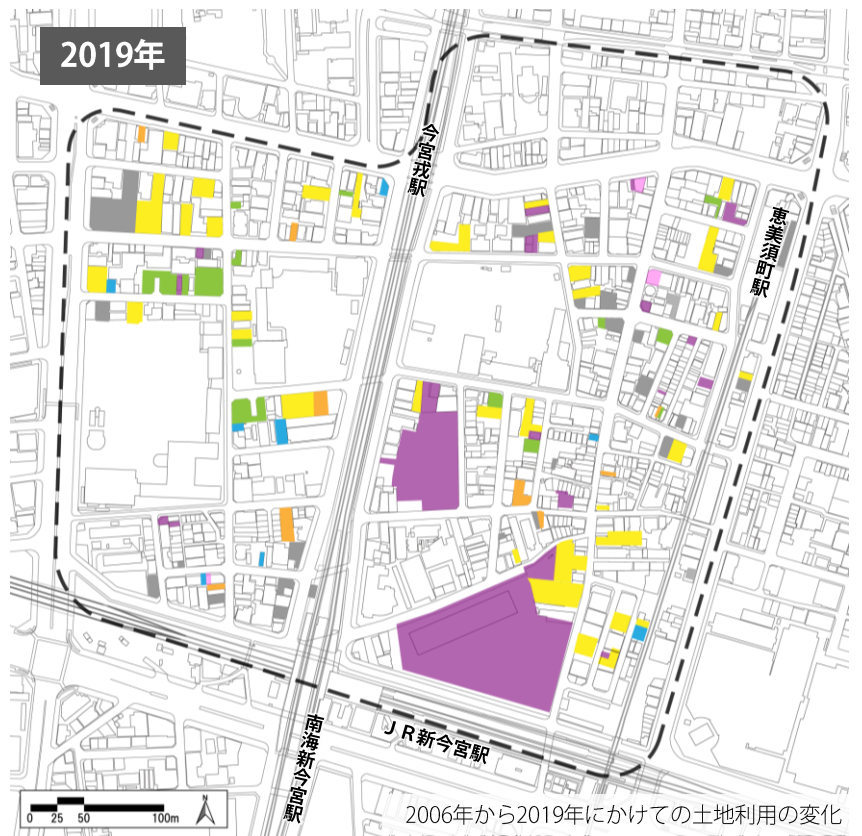 2019年
今宮戎駅
恵美須町駅
南海新今宮駅
ＪＲ新今宮駅
0 25 50 100m
2006年から2019年にかけての土地利用の変化